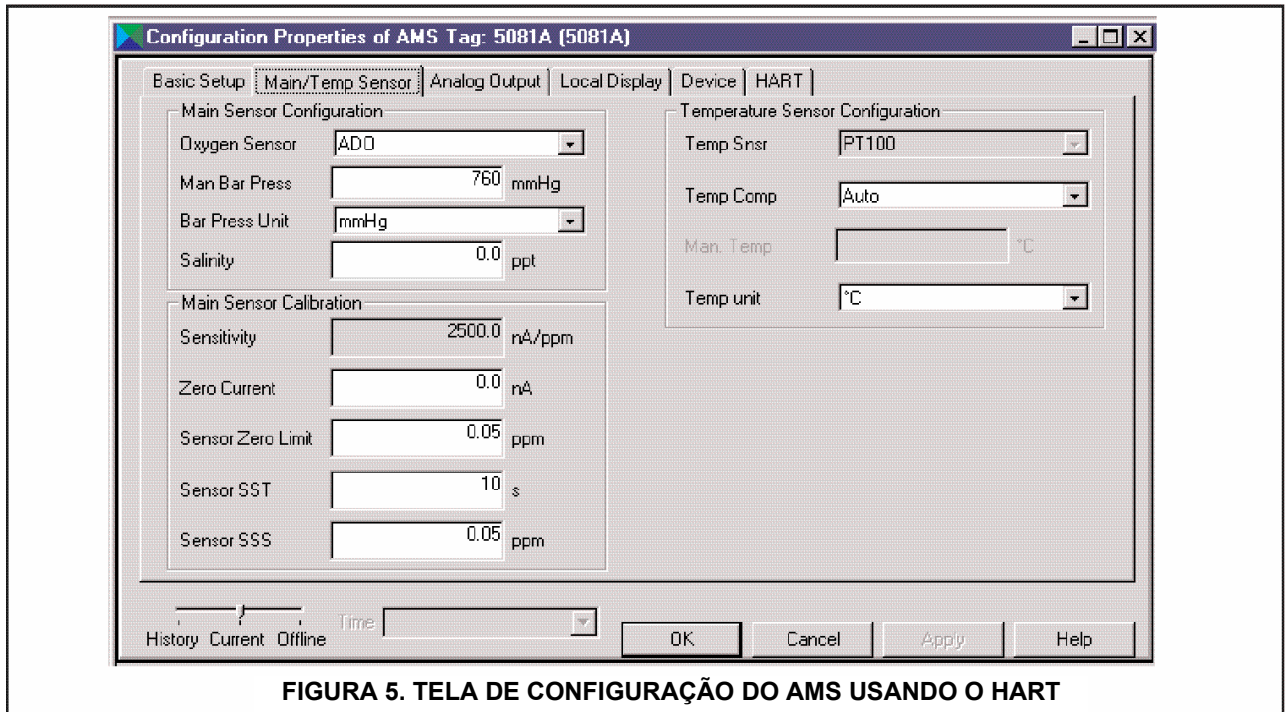 Configuration Properties of AMS Tag: 5081A (5081A)
Basic Setup Main/Temp Sensor Analog Output Local Display Device HART
Main Sensor Configuration
Oxygen Sensor ADO
Man Bar Press 760 mmHg
Bar Press Unit mmHg
Salinity 0.0 ppt
Main Sensor Calibration
Sensitivity 2500.0 nA/ppm
Zero Current 0.0 nA
Sensor Zero Limit 0.05 ppm
Sensor SST 10 s
Sensor SSS 0.05 ppm
Temperature Sensor Configuration
Temp Snsr PT100
Temp Comp Auto
Man. Temp °C
Temp unit °C
History Current Offline
Time
OK Cancel Apply Help
FIGURA 5. TELA DE CONFIGURAÇÃO DO AMS USANDO O HART